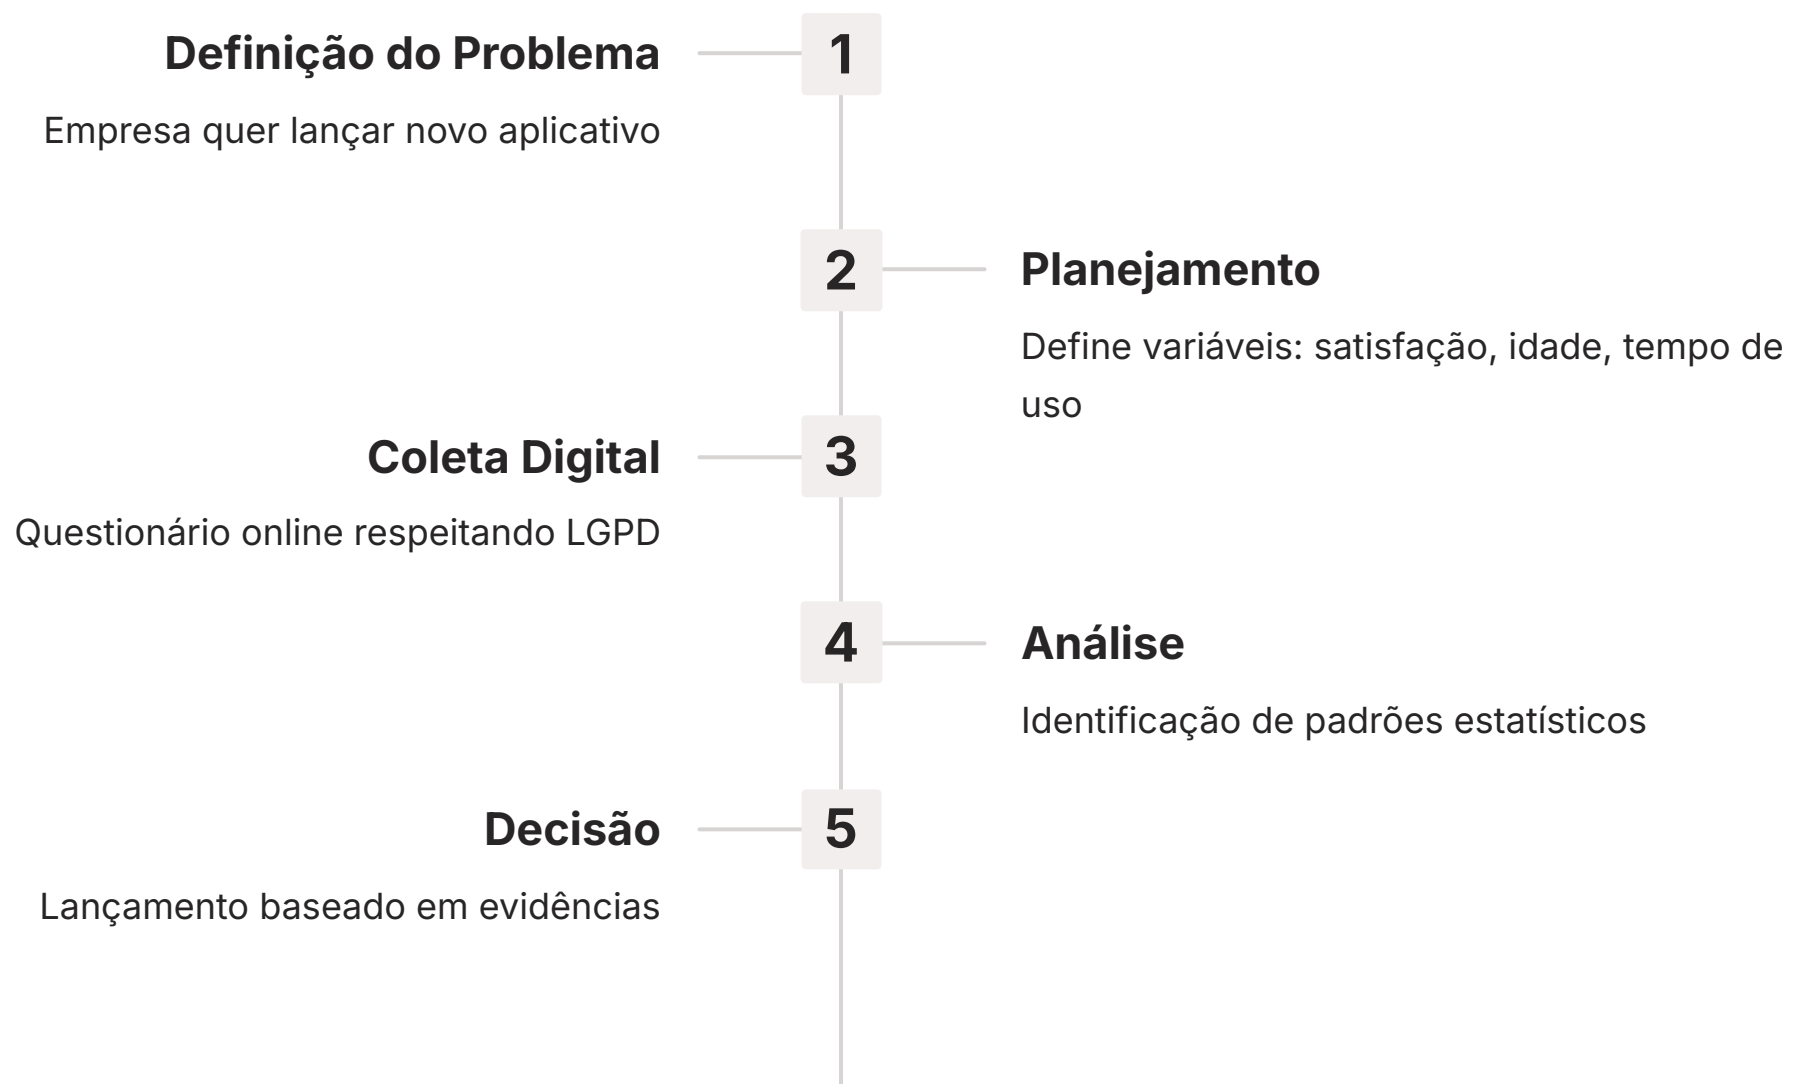 Definição do Problema
1
Empresa quer lançar novo aplicativo
2
Planejamento
Define variáveis: satisfação, idade, tempo de
uso
Coleta Digital
3
Questionário online respeitando LGPD
4
Análise
Identificação de padrões estatísticos
Decisão
5
Lançamento baseado em evidências